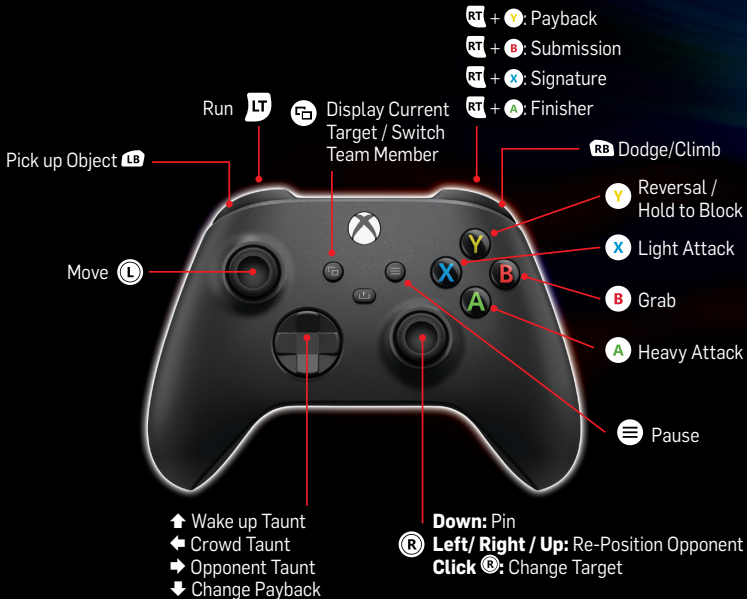 RT + Y: Payback
RT + B: Submission
RT + X: Signature
RT + A: Finisher
Run LT
Display Current
Target / Switch
Team Member
Pick up Object LB
RB Dodge/Climb
Y Reversal /
Hold to Block
X Light Attack
B Grab
A Heavy Attack
Move L
Y
X
B
A
Pause
Wake up Taunt
Crowd Taunt
Opponent Taunt
Change Payback
Down: Pin
R Left/ Right / Up: Re-Position Opponent
Click R: Change Target